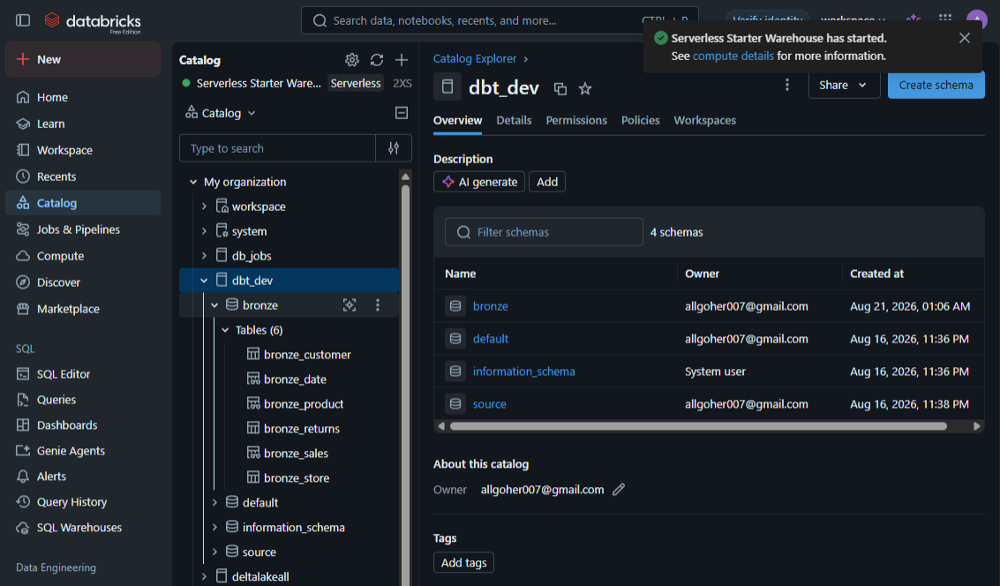 databricks
Free Edition
Search data, notebooks, recents, and more...
Serverless Starter Warehouse has started.
See compute details for more information.
New
Home
Learn
Workspace
Recents
Catalog
Jobs & Pipelines
Compute
Discover
Marketplace
SQL
SQL Editor
Queries
Dashboards
Genie Agents
Alerts
Query History
SQL Warehouses
Data Engineering
Catalog
Serverless Starter Ware... Serverless 2XS
Catalog
Type to search
My organization
workspace
system
db_jobs
dbt_dev
bronze
Tables (6)
bronze_customer
bronze_date
bronze_product
bronze_returns
bronze_sales
bronze_store
default
information_schema
source
deltalakeall
Catalog Explorer >
dbt_dev
Share
Create schema
Overview Details Permissions Policies Workspaces
Description
AI generate Add
Filter schemas 4 schemas
Name Owner Created at
bronze allgoher007@gmail.com Aug 21, 2026, 01:06 AM
default allgoher007@gmail.com Aug 16, 2026, 11:36 PM
information_schema System user Aug 16, 2026, 11:36 PM
source allgoher007@gmail.com Aug 16, 2026, 11:38 PM
About this catalog
Owner allgoher007@gmail.com
Tags
Add tags